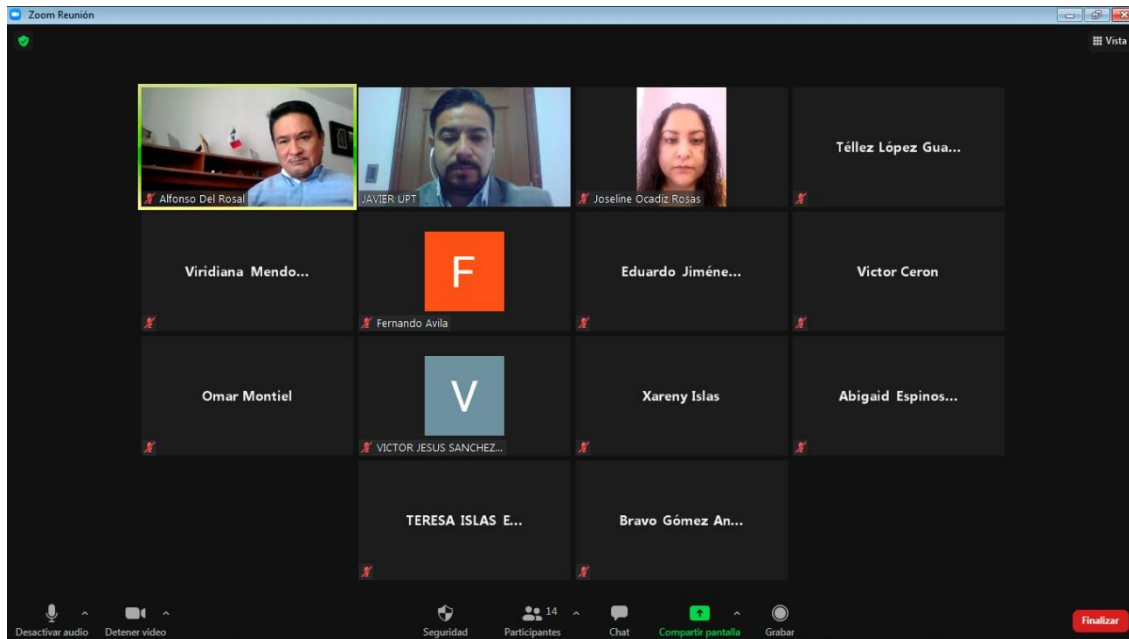 Zoom Reunión
Vista
Alfonso Del Rosal
JAVIER UPT
Joseline Ocadiz Rosas
Téllez López Gua...
Viridiana Mendo...
F
Fernando Avila
Eduardo Jiméne...
Victor Ceron
Omar Montiel
V
VICTOR JESUS SANCHEZ...
Xareny Islas
Abigaid Espinos...
TERESA ISLAS E...
Bravo Gómez An...
Desactivar audio
Detener video
Seguridad
Participantes 14
Chat
Compartir pantalla
Grabar
Finalizar